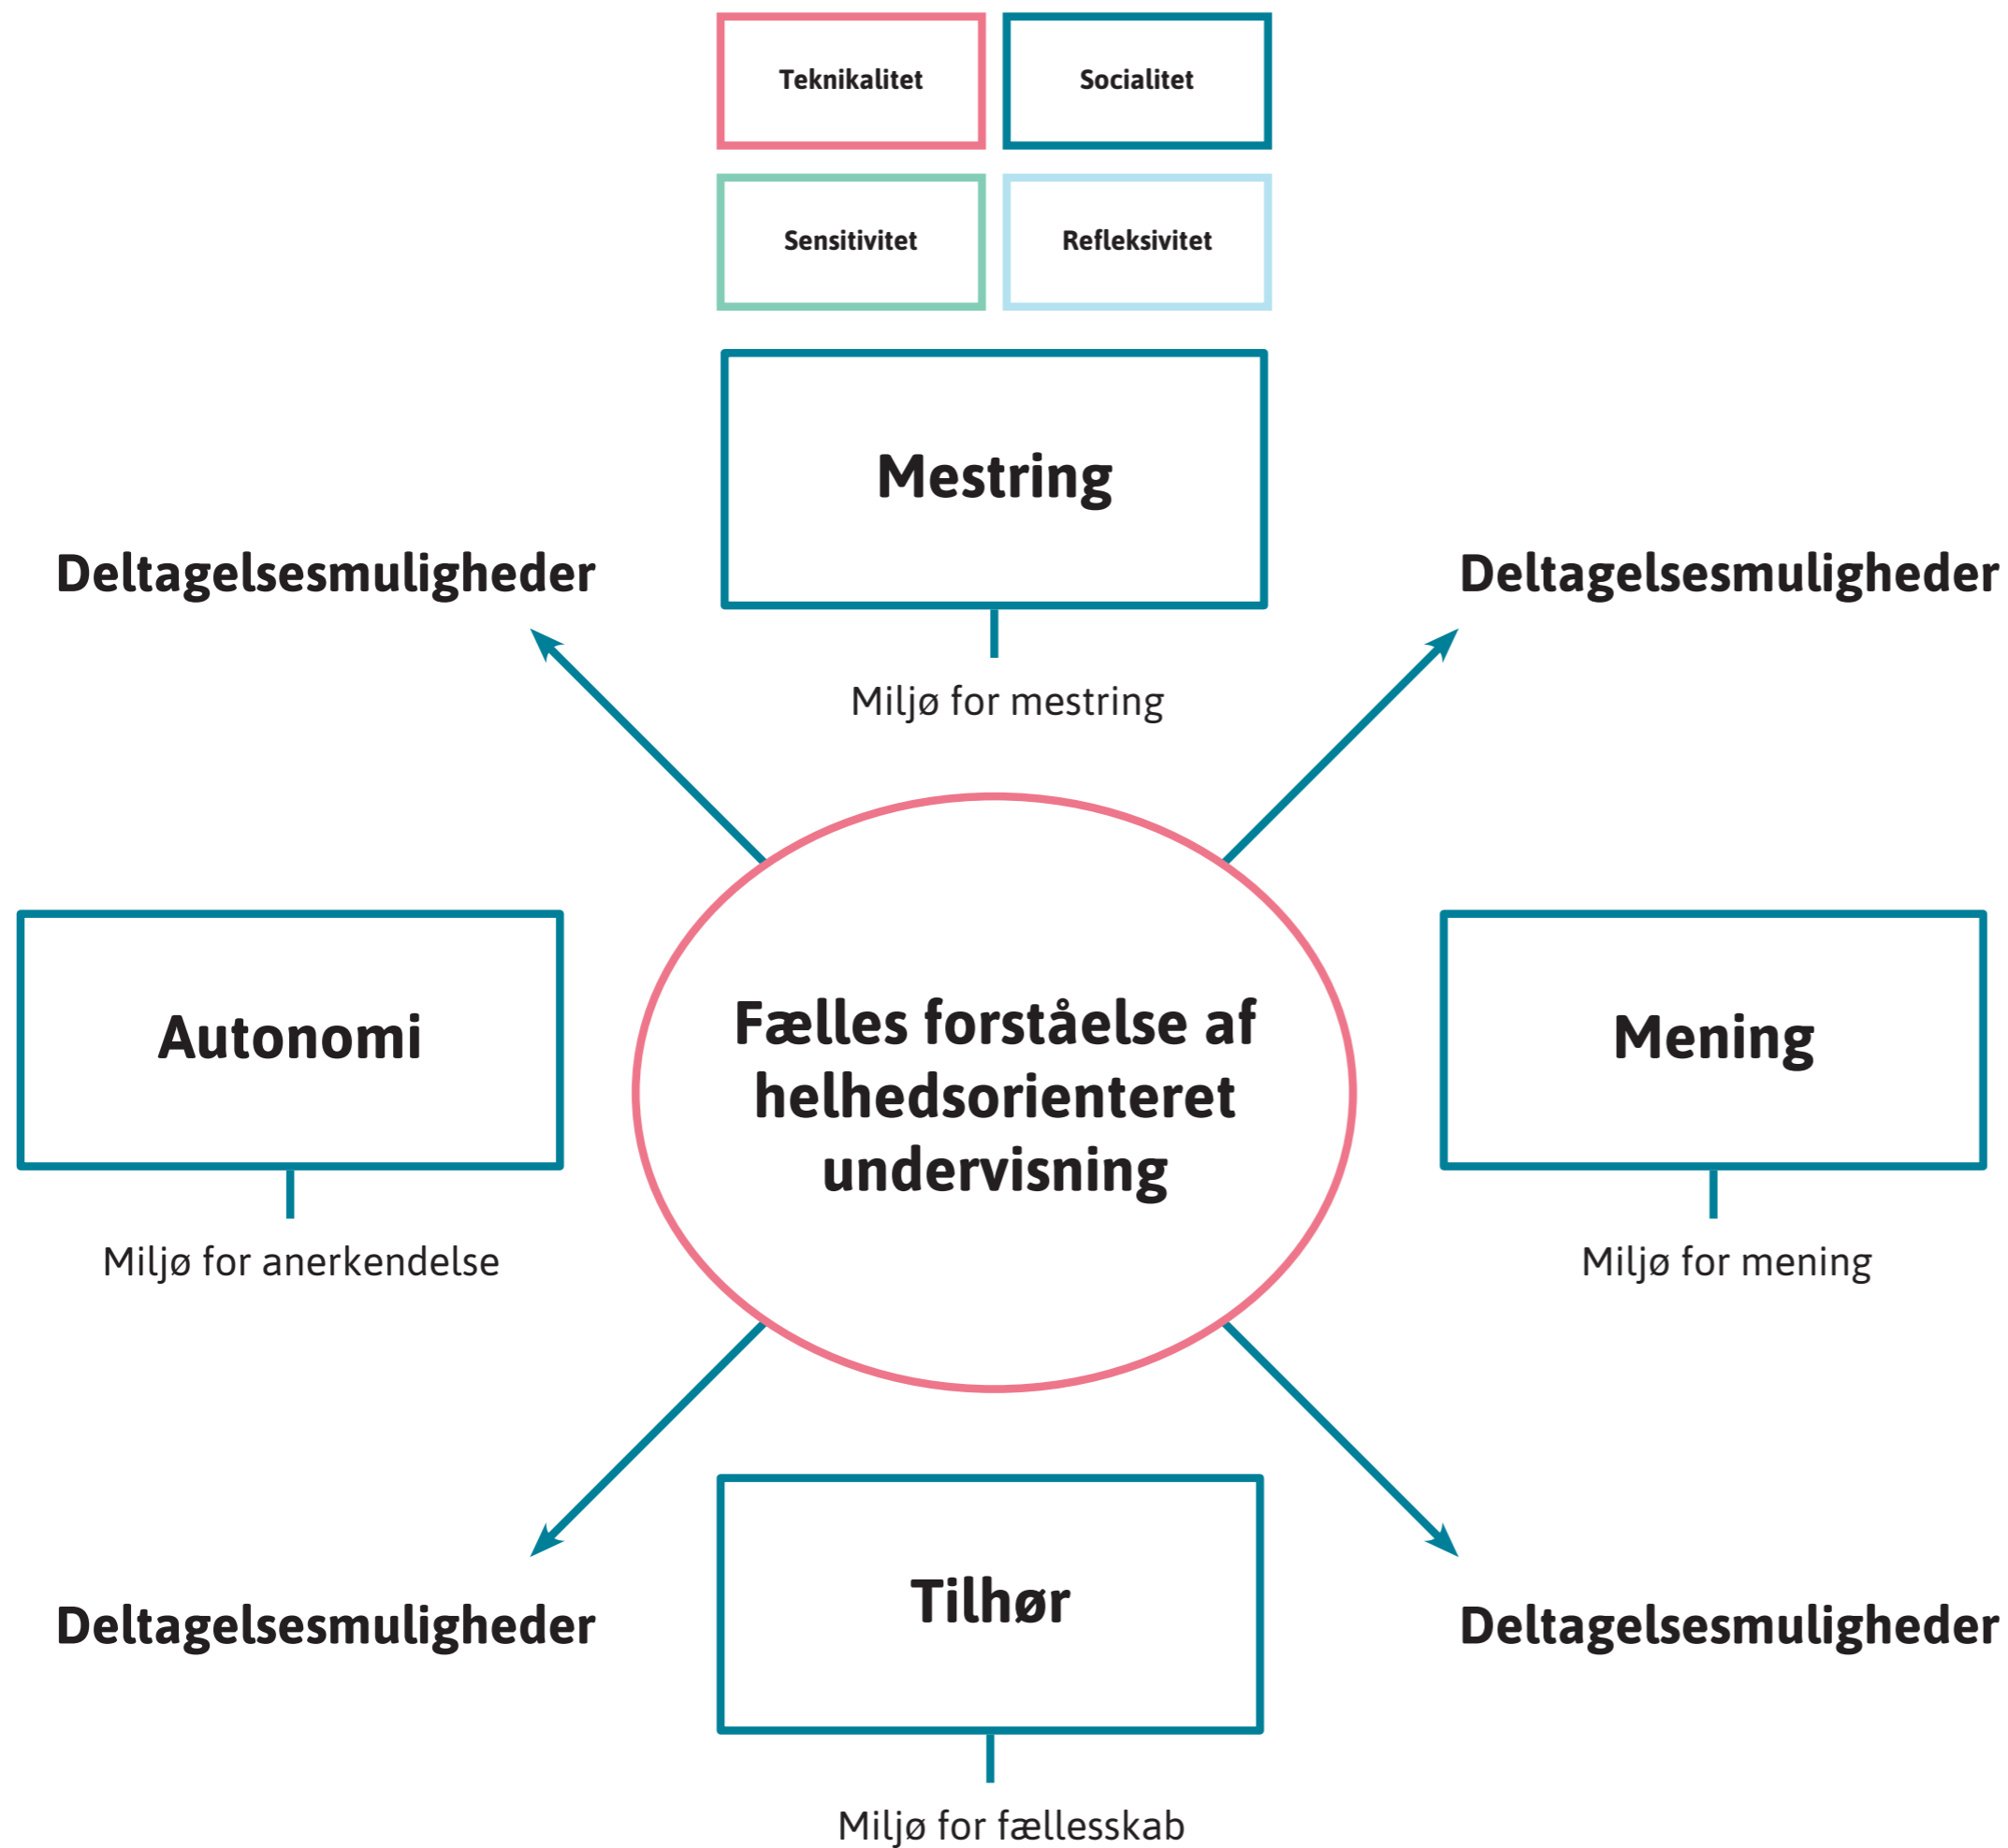 Teknikalitet
Socialitet
Sensitivitet
Refleksivitet
Mestring
Miljø for mestring
Deltagelsesmuligheder
Deltagelsesmuligheder
Autonomi
Miljø for anerkendelse
Fælles forståelse af
helhedsorienteret
undervisning
Mening
Miljø for mening
Deltagelsesmuligheder
Tilhør
Miljø for fællesskab
Deltagelsesmuligheder